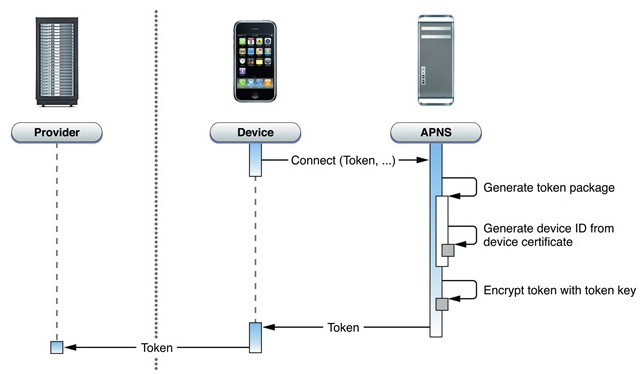 Provider
Device
APNS
Connect (Token, ...)
Generate token package
Generate device ID from
device certificate
Encrypt token with token key
Token
Token